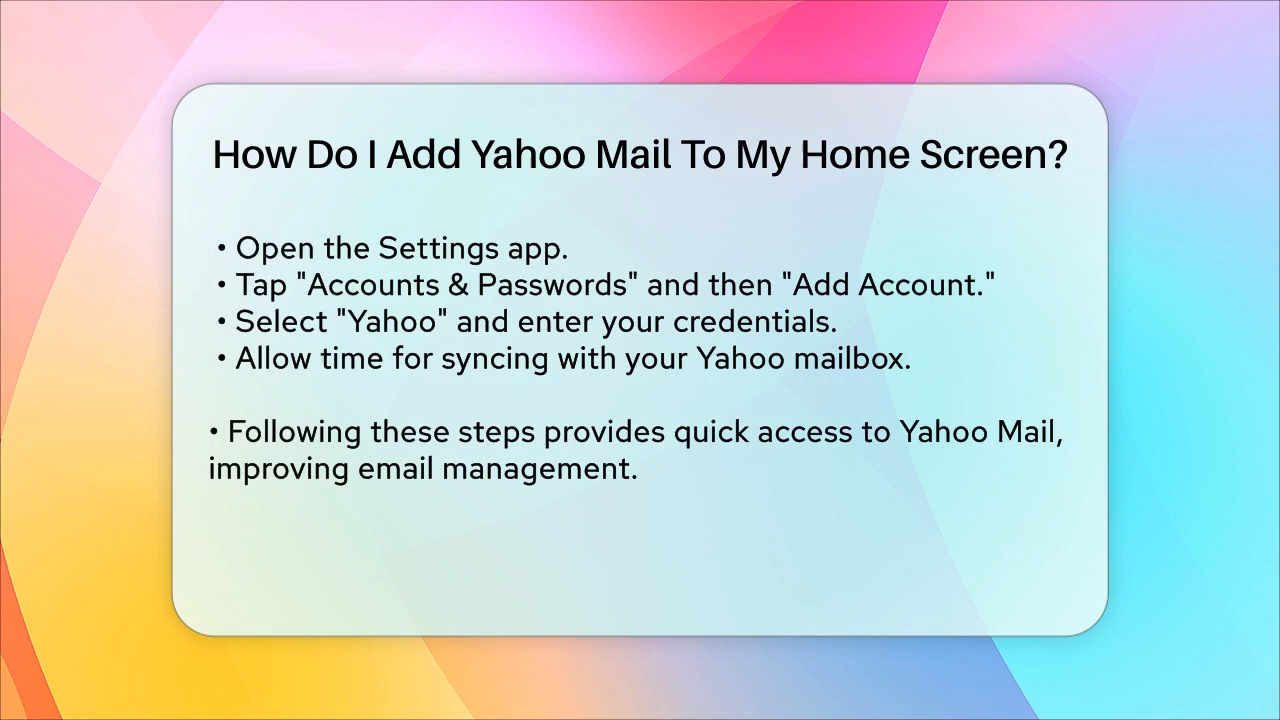 How Do I Add Yahoo Mail To My Home Screen?
• Open the Settings app.
• Tap "Accounts & Passwords" and then "Add Account."
• Select "Yahoo" and enter your credentials.
• Allow time for syncing with your Yahoo mailbox.
• Following these steps provides quick access to Yahoo Mail,
improving email management.